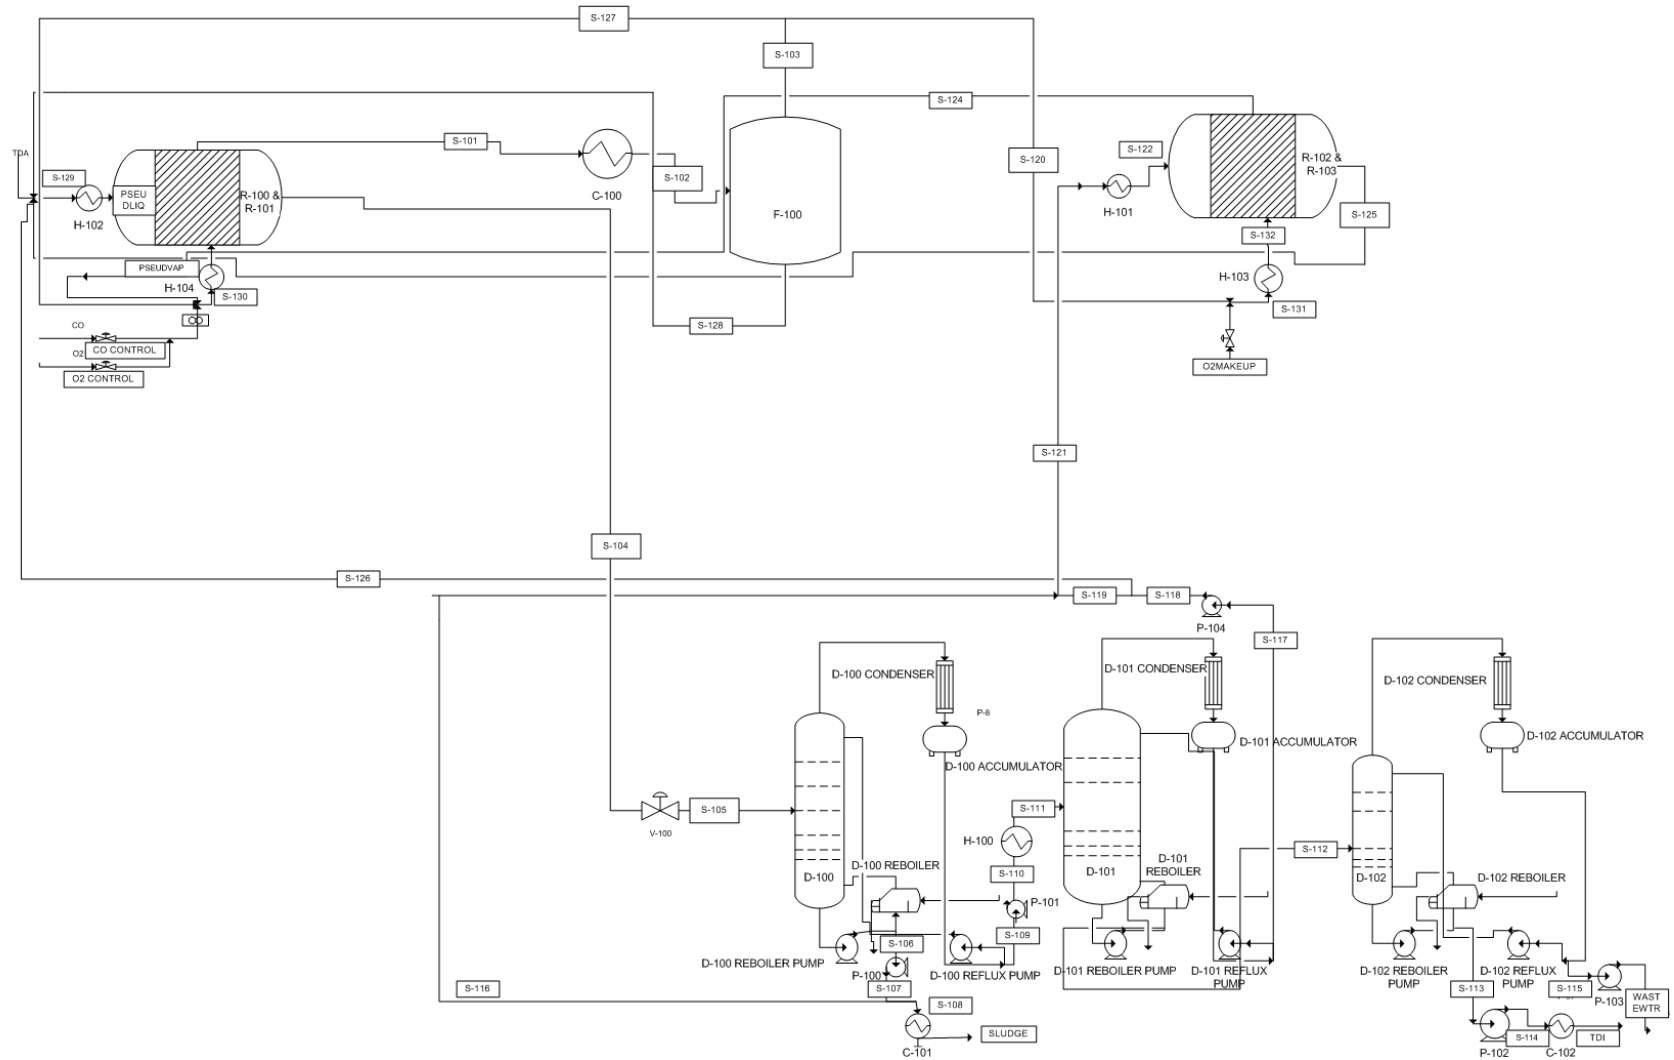 S-127
S-103
S-124
S-101
S-122
R-102 &
R-103
TDA
S-129
S-102
S-120
C-100
H-101
PSEU
DLIQ
R-100 &
R-101
F-100
S-125
H-102
S-132
PSEUDVAP
H-104
S-130
H-103
S-131
CO
S-128
CO CONTROL
O2
O2 CONTROL
O2MAKEUP
S-121
S-104
S-126
S-119
S-118
P-104
S-117
D-100 CONDENSER
D-101 CONDENSER
D-102 CONDENSER
P-8
D-100 ACCUMULATOR
D-101 ACCUMULATOR
D-102 ACCUMULATOR
S-105
V-100
S-111
H-100
S-112
D-100 REBOILER
D-101
REBOILER
D-100
S-110
D-101
D-102
D-102 REBOILER
P-101
S-109
S-106
D-100 REBOILER PUMP
P-100
D-100 REFLUX PUMP
D-101 REBOILER PUMP
D-101 REFLUX
PUMP
D-102 REBOILER
PUMP
D-102 REFLUX
PUMP
S-116
S-107
S-108
S-113
S-115
P-103
WAST
EWTR
SLUDGE
C-101
S-114
TDI
P-102
C-102